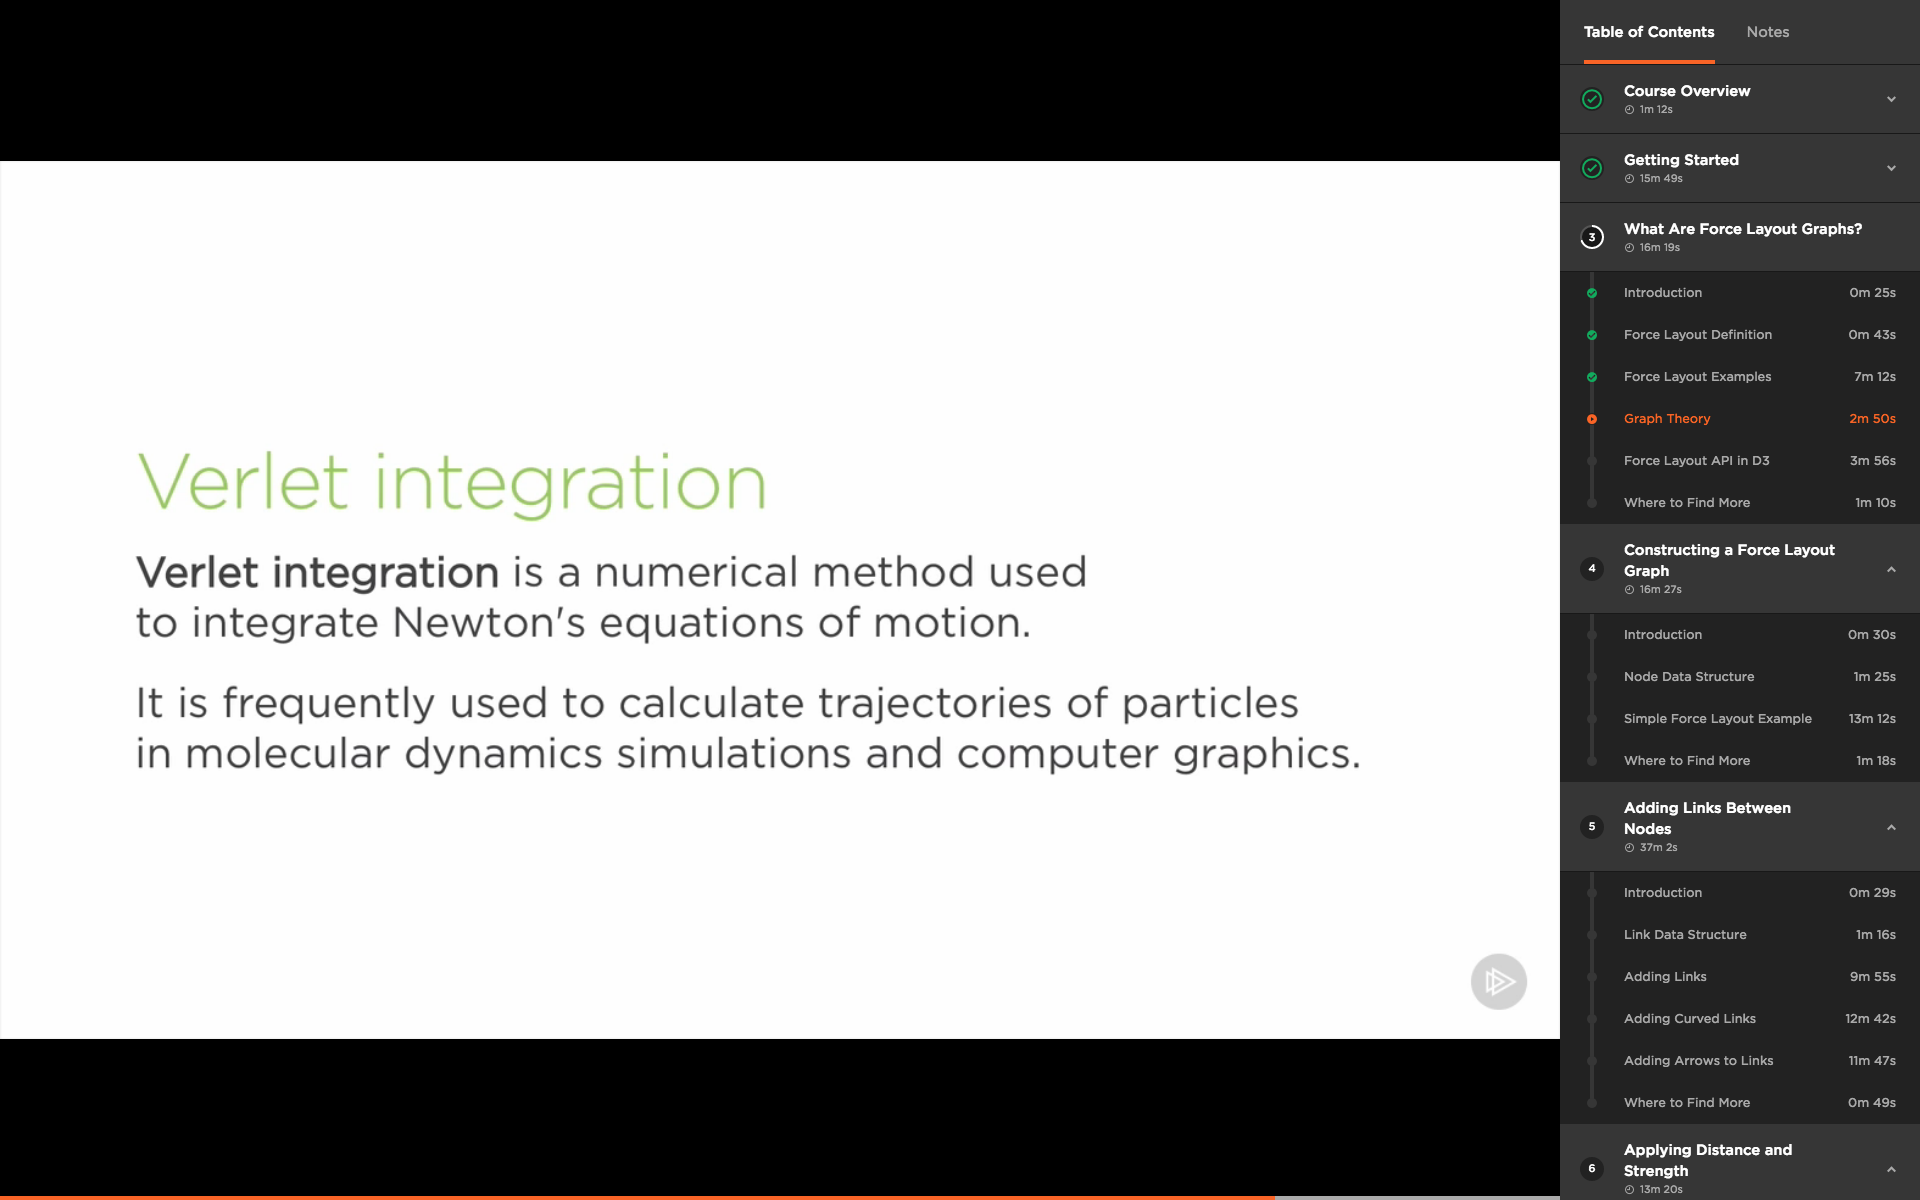 Verlet integration
Verlet integration is a numerical method used
to integrate Newton's equations of motion.
It is frequently used to calculate trajectories of particles
in molecular dynamics simulations and computer graphics.
Table of Contents Notes
Course Overview
1m 12s
Getting Started
15m 49s
3
What Are Force Layout Graphs?
16m 19s
Introduction 0m 25s
Force Layout Definition 0m 43s
Force Layout Examples 7m 12s
Graph Theory 2m 50s
Force Layout API in D3 3m 56s
Where to Find More 1m 10s
4
Constructing a Force Layout
Graph
16m 27s
Introduction 0m 30s
Node Data Structure 1m 25s
Simple Force Layout Example 13m 12s
Where to Find More 1m 18s
5
Adding Links Between
Nodes
37m 2s
Introduction 0m 29s
Link Data Structure 1m 16s
Adding Links 9m 55s
Adding Curved Links 12m 42s
Adding Arrows to Links 11m 47s
Where to Find More 0m 49s
6
Applying Distance and
Strength
13m 20s